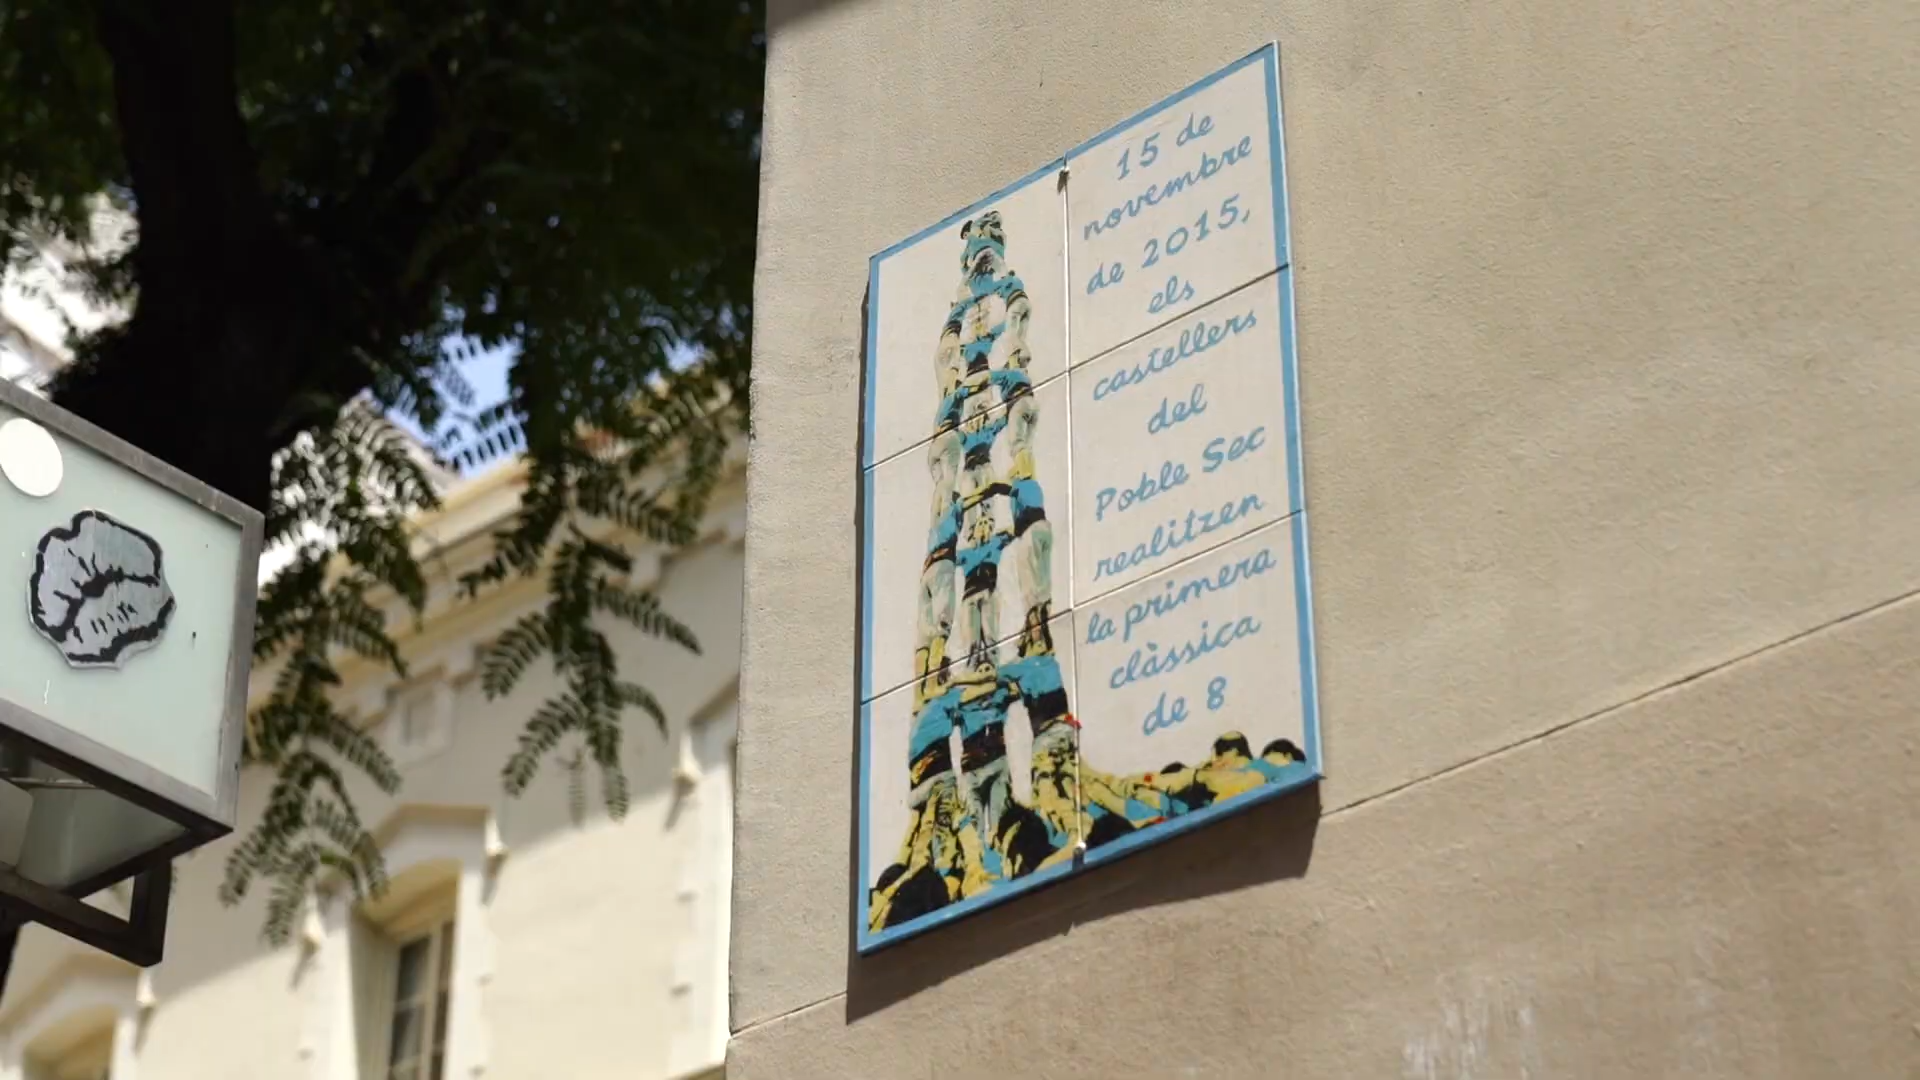 15 de
novembre
de 2015,
els
castellers
del
Poble Sec
realitzen
la primera
clàssica
de 8